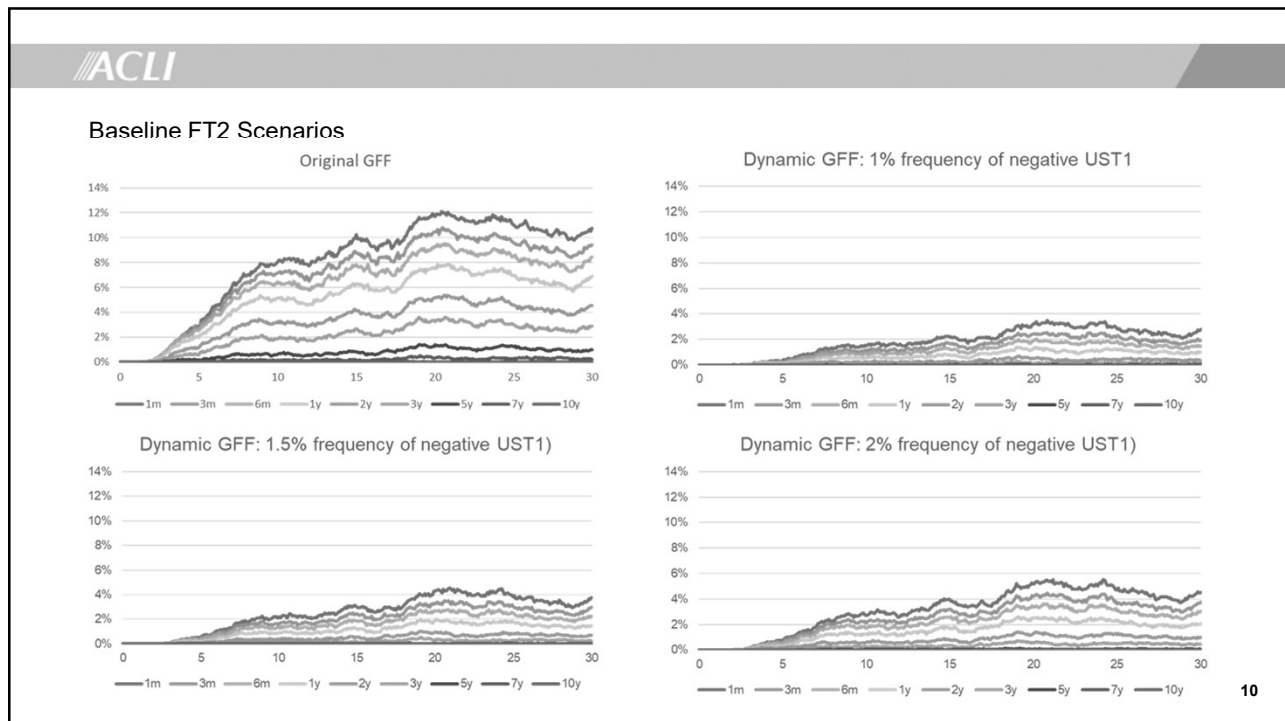 ACLI
Baseline FT2 Scenarios
Original GFF
14%
12%
10%
8%
6%
4%
2%
0%
0 5 10 15 20 25 30
1m 3m 6m 1y 2y 3y 5y 7y 10y
Dynamic GFF: 1% frequency of negative UST1
14%
12%
10%
8%
6%
4%
2%
0%
0 5 10 15 20 25 30
1m 3m 6m 1y 2y 3y 5y 7y 10y
Dynamic GFF: 1.5% frequency of negative UST1)
14%
12%
10%
8%
6%
4%
2%
0%
0 5 10 15 20 25 30
1m 3m 6m 1y 2y 3y 5y 7y 10y
Dynamic GFF: 2% frequency of negative UST1)
14%
12%
10%
8%
6%
4%
2%
0%
0 5 10 15 20 25 30
1m 3m 6m 1y 2y 3y 5y 7y 10y
10